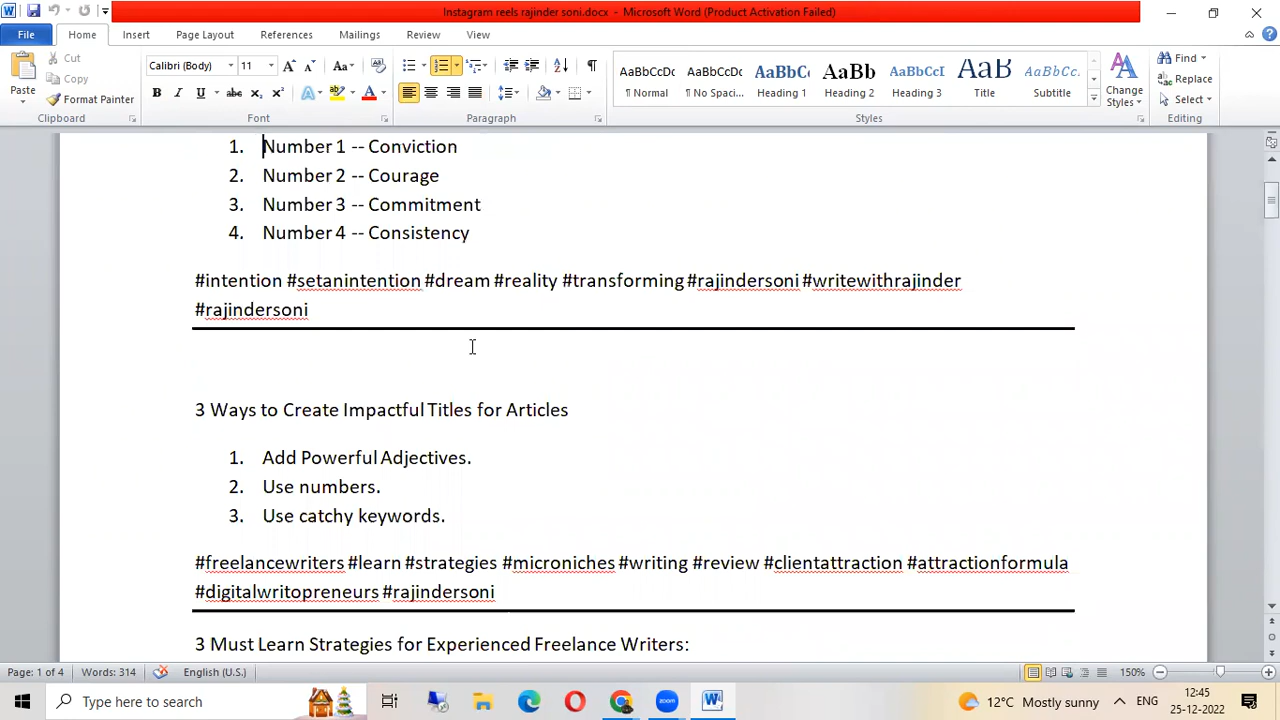 Instagram reels rajinder soni.docx - Microsoft Word (Product Activation Failed)
File Home Insert Page Layout References Mailings Review View
Paste Cut Copy Format Painter
Calibri (Body) 11
AaBbCcDc AaBbCcDc AaBbCc AaBbCc AaBbCcI AaB AaBbCc.
¶ Normal ¶ No Spaci... Heading 1 Heading 2 Heading 3 Title Subtitle
Change Styles
Find Replace Select
Clipboard Font Paragraph Styles Editing
1. Number 1 -- Conviction
2. Number 2 -- Courage
3. Number 3 -- Commitment
4. Number 4 -- Consistency
#intention #setanintention #dream #reality #transforming #rajindersoni #writewithrajinder
#rajindersoni
3 Ways to Create Impactful Titles for Articles
1. Add Powerful Adjectives.
2. Use numbers.
3. Use catchy keywords.
#freelancewriters #learn #strategies #microniches #writing #review #clientattraction #attractionformula
#digitalwritopreneurs #rajindersoni
3 Must Learn Strategies for Experienced Freelance Writers:
Page: 1 of 4 Words: 314 English (U.S.) 150%
Type here to search zoom 12°C Mostly sunny ENG 12:45
25-12-2022